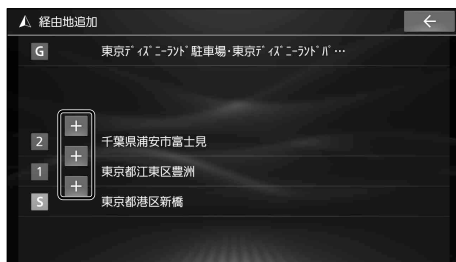 経由地追加
G 東京ﾃﾞｨｽﾞﾆｰﾗﾝﾄﾞ駐車場･東京ﾃﾞｨｽﾞﾆｰﾗﾝﾄﾞﾊﾟ…
+
2 千葉県浦安市富士見
+
1 東京都江東区豊洲
+
S 東京都港区新橋